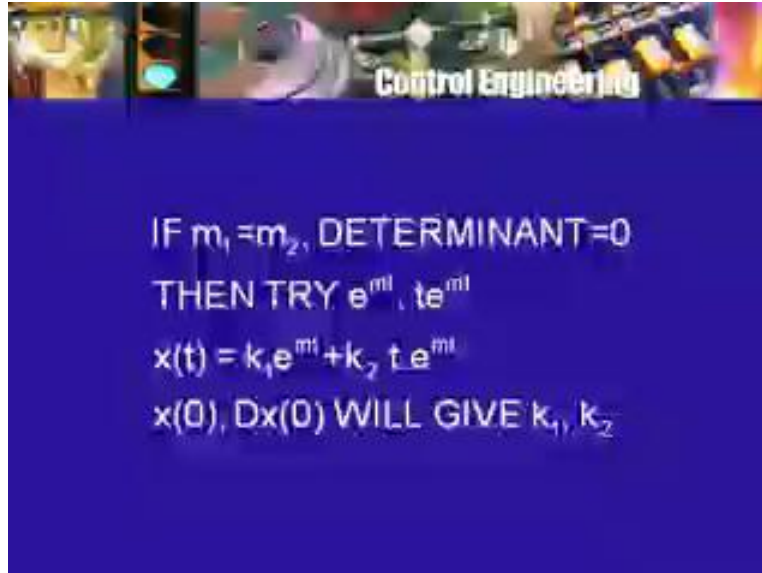 Control Engineering
IF m₁=m₂, DETERMINANT=0
THEN TRY eᵐᵗ, teᵐᵗ
x(t) = k₁eᵐᵗ+k₂ t eᵐᵗ
x(0), Dx(0) WILL GIVE k₁, k₂